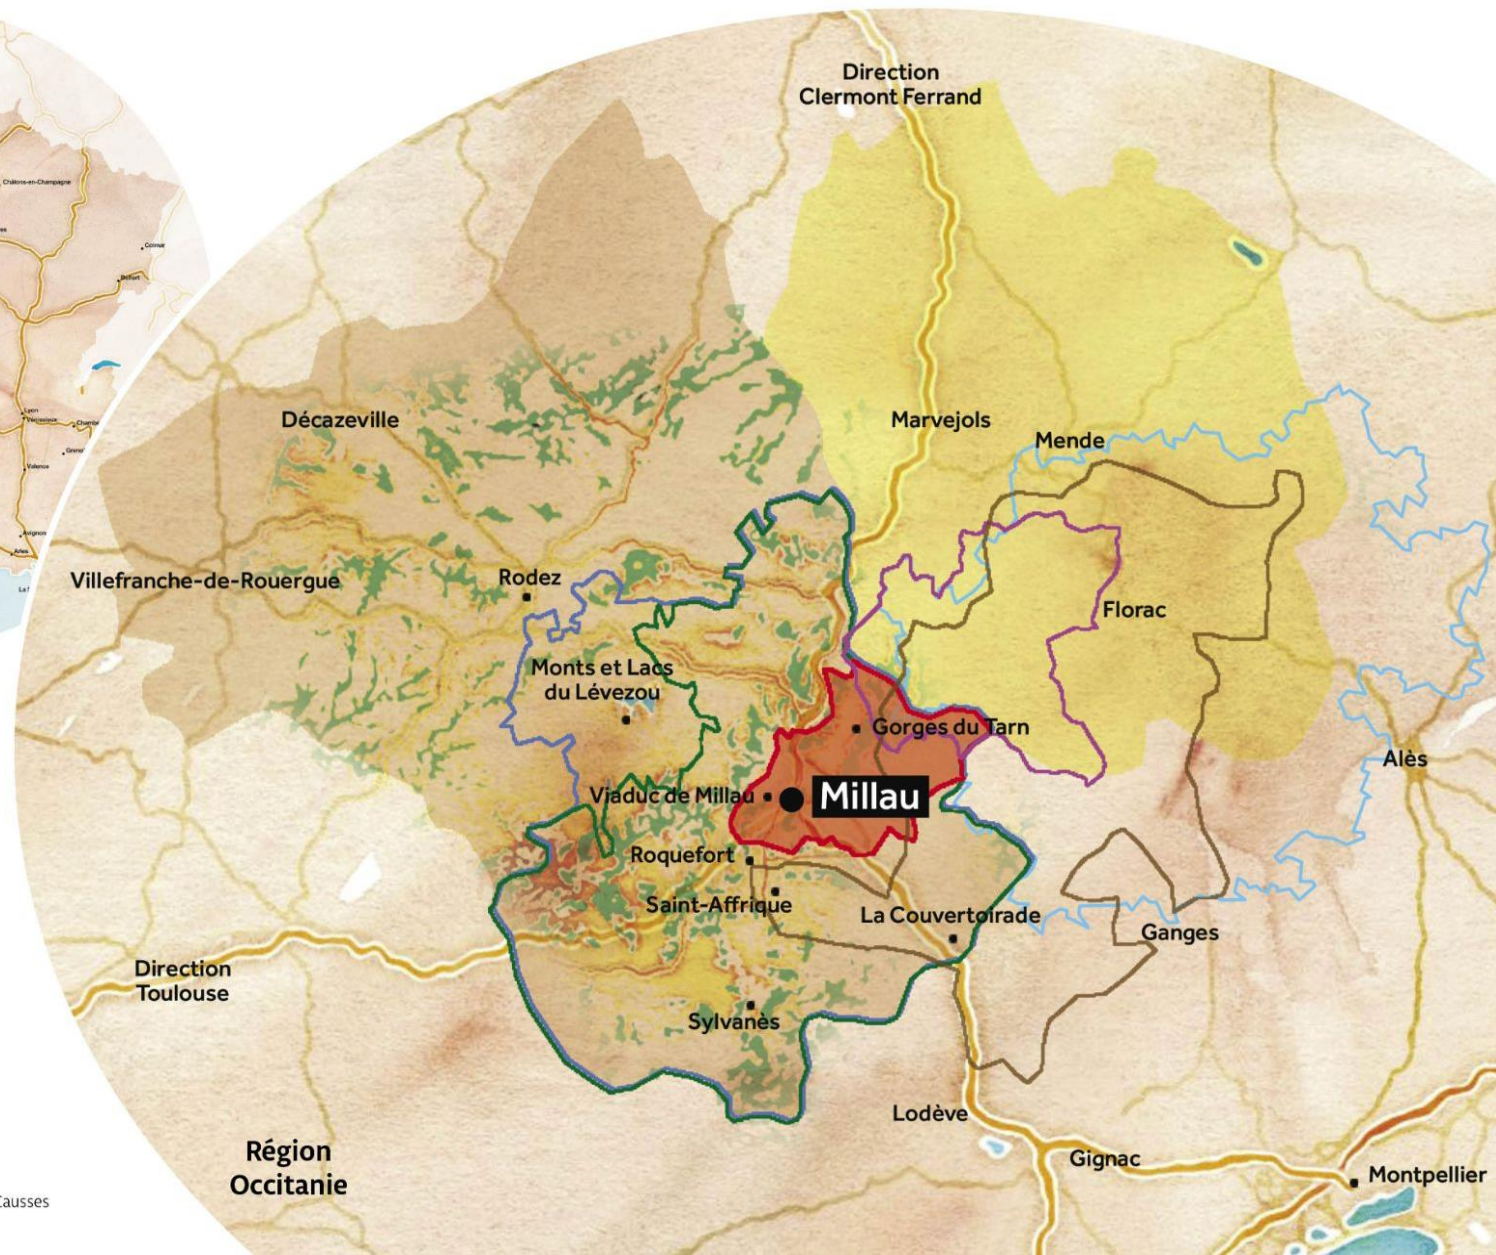 Direction
Clermont Ferrand
Châlons-en-Champagne
Colmar
Belfort
Lyon
Vénissieux
Valence
Avignon
Arles
Décazeville
Marvejols
Mende
Villefranche-de-Rouergue
Rodez
Florac
Monts et Lacs
du Lévezou
Gorges du Tarn
Alès
Viaduc de Millau
Millau
Roquefort
Saint-Affrique
La Couvertoirade
Ganges
Direction
Toulouse
Sylvanès
Lodève
Région
Occitanie
Gignac
Montpellier
Causses